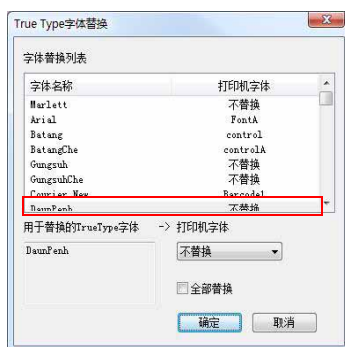 True Type字体替换
字体替换列表
字体名称 打印机字体
Marlett 不替换
Arial FontA
Batang control
BatangChe controlA
Gungsuh 不替换
GungsuhChe 不替换
Courier New Barcode1
DaunPenh 不替换
用于替换的TrueType字体 -> 打印机字体
DaunPenh 不替换
全部替换
确定 取消